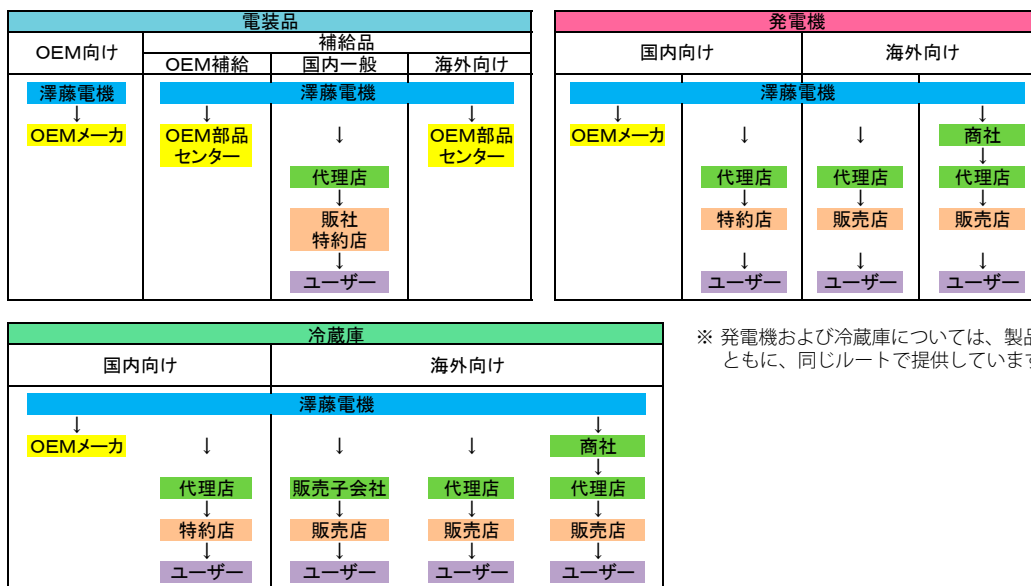 電装品
OEM向け
補給品
OEM補給
国内一般
海外向け
澤藤電機
澤藤電機
↓
↓
↓
↓
OEMメーカ
OEM部品
センター
OEM部品
センター
代理店
↓
販社
特約店
↓
ユーザー
発電機
国内向け
海外向け
澤藤電機
↓
↓
↓
↓
OEMメーカ
商社
↓
代理店
代理店
代理店
↓
↓
↓
特約店
販売店
販売店
↓
↓
↓
ユーザー
ユーザー
ユーザー
冷蔵庫
国内向け
海外向け
澤藤電機
↓
↓
↓
↓
↓
OEMメーカ
商社
↓
代理店
販売子会社
代理店
代理店
↓
↓
↓
↓
特約店
販売店
販売店
販売店
↓
↓
↓
↓
ユーザー
ユーザー
ユーザー
ユーザー
※ 発電機および冷蔵庫については、製品
ともに、同じルートで提供しています